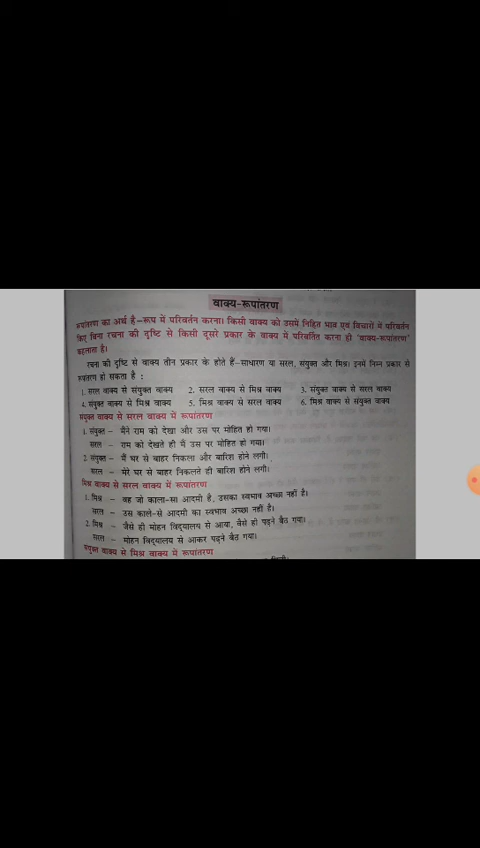 वाक्य-रूपांतरण
रूपांतरण का अर्थ है–रूप में परिवर्तन करना। किसी वाक्य को उसमें निहित भाव एवं विचारों में परिवर्तन
किए बिना रचना की दृष्टि से किसी दूसरे प्रकार के वाक्य में परिवर्तित करना ही 'वाक्य-रूपांतरण'
कहलाता है।
रचना की दृष्टि से वाक्य तीन प्रकार के होते हैं–साधारण या सरल, संयुक्त और मिश्र। इनमें निम्न प्रकार से
रूपांतरण हो सकता है :
1. सरल वाक्य से संयुक्त वाक्य 2. सरल वाक्य से मिश्र वाक्य 3. संयुक्त वाक्य से सरल वाक्य
4. संयुक्त वाक्य से मिश्र वाक्य 5. मिश्र वाक्य से सरल वाक्य 6. मिश्र वाक्य से संयुक्त वाक्य
संयुक्त वाक्य से सरल वाक्य में रूपांतरण
1. संयुक्त – मैंने राम को देखा और उस पर मोहित हो गया।
सरल – राम को देखते ही मैं उस पर मोहित हो गया।
2. संयुक्त – मैं घर से बाहर निकला और बारिश होने लगी।
सरल – मेरे घर से बाहर निकलते ही बारिश होने लगी।
मिश्र वाक्य से सरल वाक्य में रूपांतरण
1. मिश्र – वह जो काला-सा आदमी है, उसका स्वभाव अच्छा नहीं है।
सरल – उस काले-से आदमी का स्वभाव अच्छा नहीं है।
2. मिश्र – जैसे ही मोहन विद्यालय से आया, वैसे हो पढ़ने बैठ गया।
सरल – मोहन विद्यालय से आकर पढ़ने बैठ गया।
संयुक्त वाक्य से मिश्र वाक्य में रूपांतरण